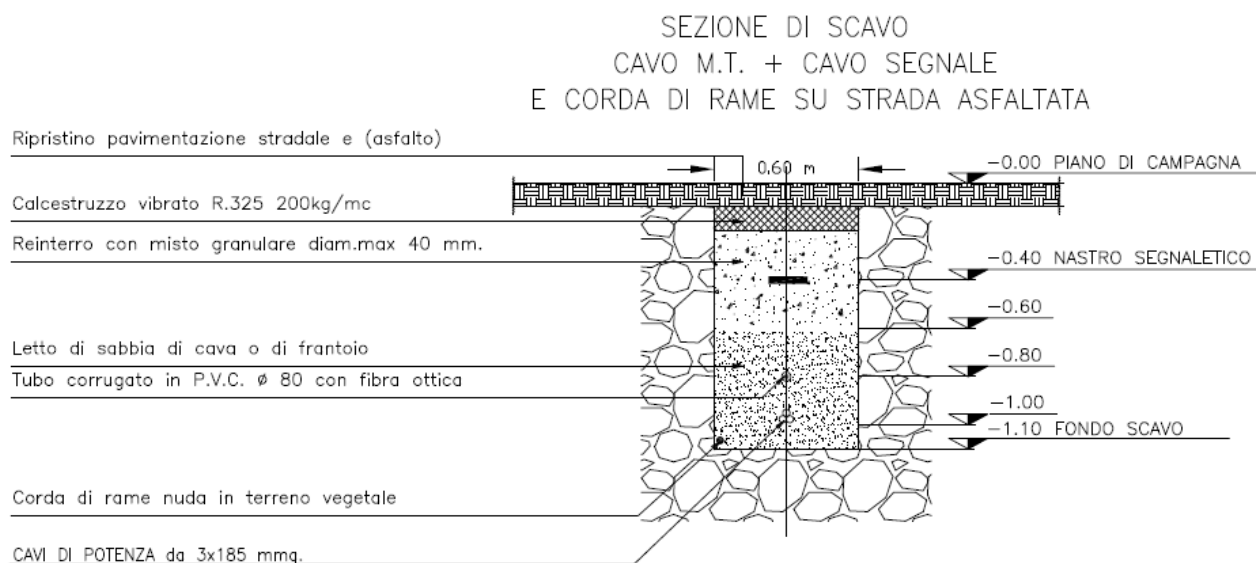 SEZIONE DI SCAVO
CAVO M.T. + CAVO SEGNALE
E CORDA DI RAME SU STRADA ASFALTATA
Ripristino pavimentazione stradale e (asfalto)
0,60 m
-0.00 PIANO DI CAMPAGNA
Calcestruzzo vibrato R.325 200kg/mc
Reinterro con misto granulare diam.max 40 mm.
-0.40 NASTRO SEGNALETICO
-0.60
Letto di sabbia di cava o di frantoio
-0.80
Tubo corrugato in P.V.C. ø 80 con fibra ottica
-1.00
-1.10 FONDO SCAVO
Corda di rame nuda in terreno vegetale
CAVI DI POTENZA da 3x185 mmq.